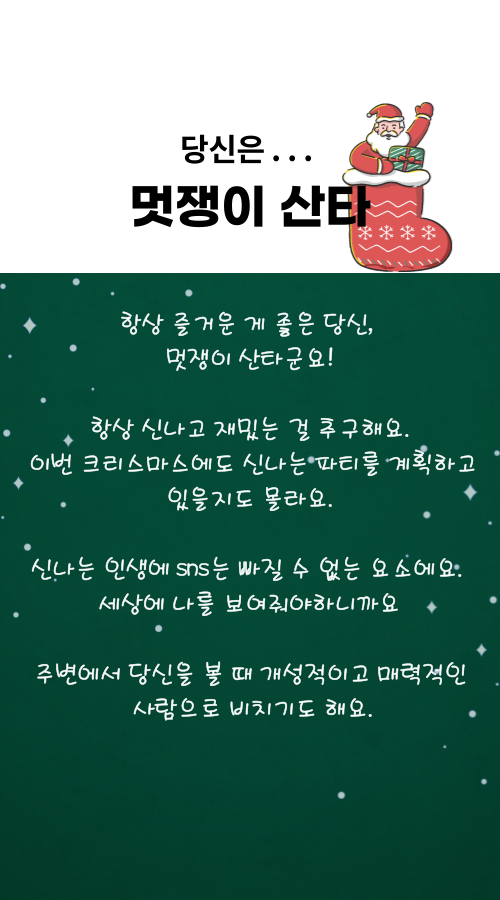 당신은...
멋쟁이 산타
항상 즐거운 게 좋은 당신,
멋쟁이 산타군요!
항상 신나고 재밌는 걸 추구해요.
이번 크리스마스에도 신나는 파티를 계획하고
있을지도 몰라요.
신나는 인생에 sns는 빠질 수 없는 요소에요.
세상에 나를 보여줘야하니까요
주변에서 당신을 볼 때 개성적이고 매력적인
사람으로 비치기도 해요.